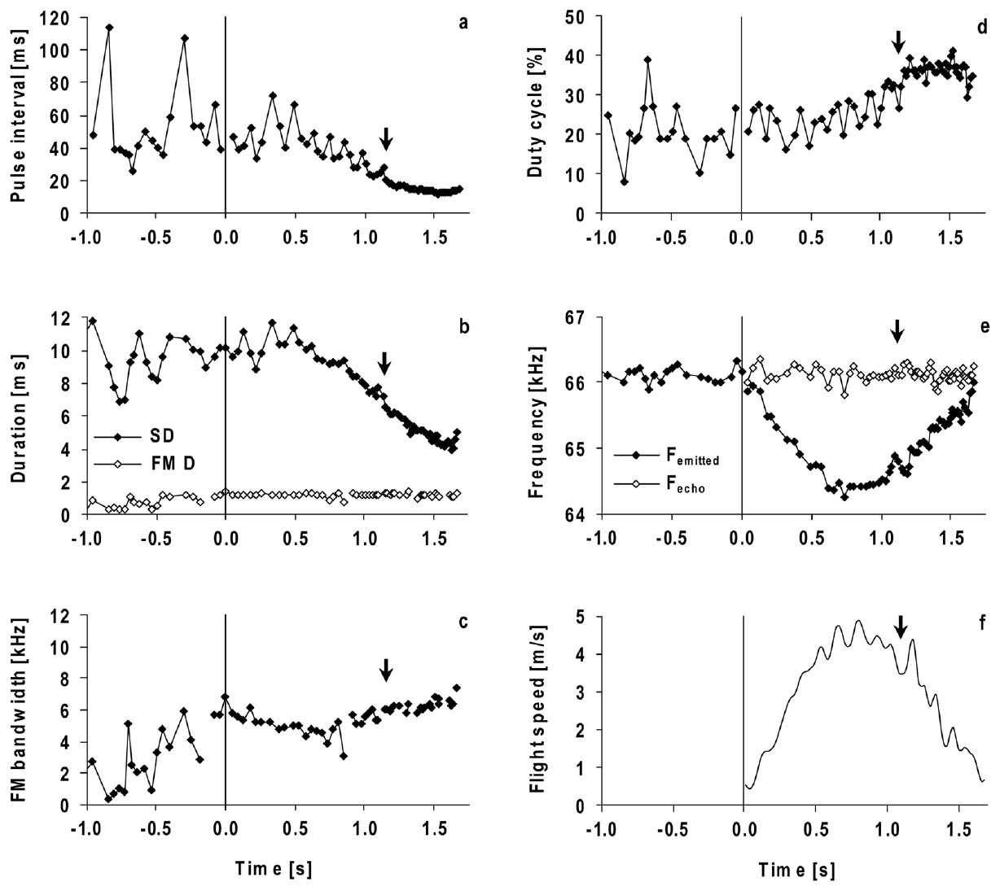 a
Pulse interval [ms]
120
100
80
60
40
20
0
-1.0 -0.5 0.0 0.5 1.0 1.5
d
Duty cycle [%]
50
40
30
20
10
0
-1.0 -0.5 0.0 0.5 1.0 1.5
b
Duration [ms]
12
10
8
6
4
2
0
SD
FM D
-1.0 -0.5 0.0 0.5 1.0 1.5
e
Frequency [kHz]
67
66
65
64
Femitted
Fecho
-1.0 -0.5 0.0 0.5 1.0 1.5
c
FM bandwidth [kHz]
12
10
8
6
4
2
0
-1.0 -0.5 0.0 0.5 1.0 1.5
Time [s]
f
Flight speed [m/s]
5
4
3
2
1
0
-1.0 -0.5 0.0 0.5 1.0 1.5
Time [s]